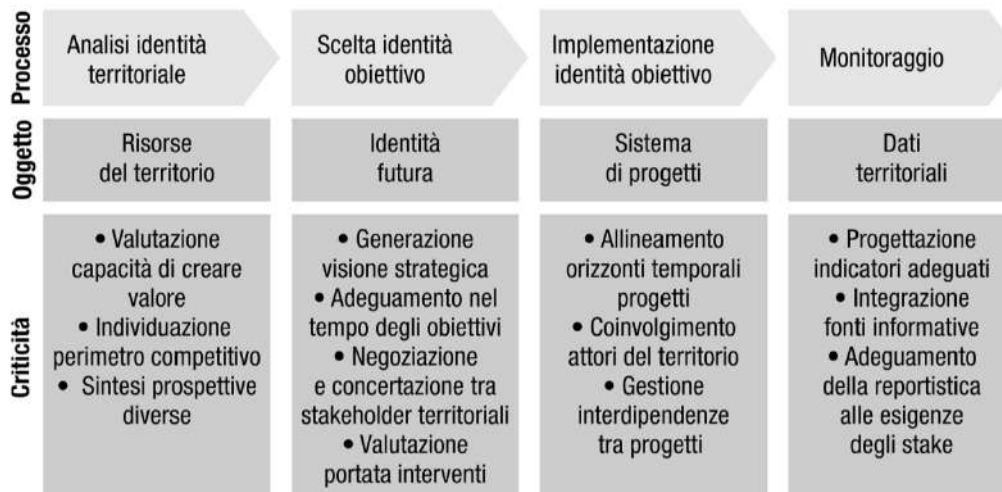 Processo
Analisi identità
territoriale
Scelta identità
obiettivo
Implementazione
identità obiettivo
Monitoraggio
Oggetto
Risorse
del territorio
Identità
futura
Sistema
di progetti
Dati
territoriali
Criticità
• Valutazione
capacità di creare
valore
• Individuazione
perimetro competitivo
• Sintesi prospettive
diverse
• Generazione
visione strategica
• Adeguamento nel
tempo degli obiettivi
• Negoziazione
e concertazione tra
stakeholder territoriali
• Valutazione
portata interventi
• Allineamento
orizzonti temporali
progetti
• Coinvolgimento
attori del territorio
• Gestione
interdipendenze
tra progetti
• Progettazione
indicatori adeguati
• Integrazione
fonti informative
• Adeguamento
della reportistica
alle esigenze
degli stake